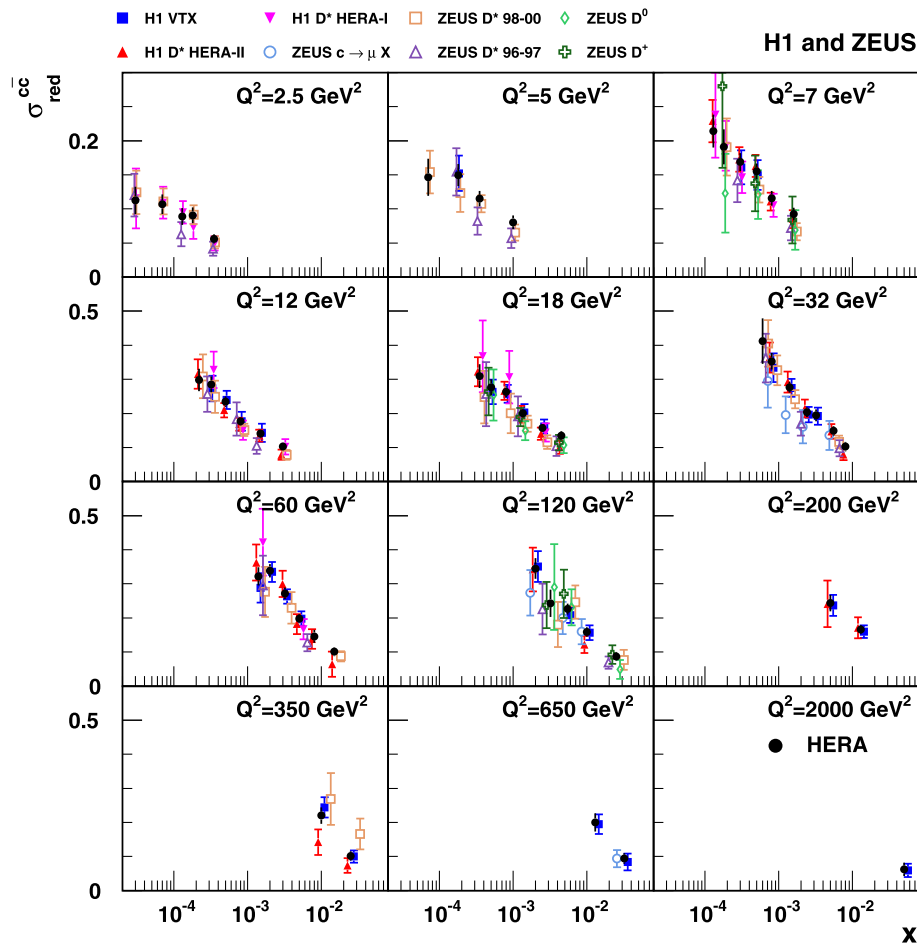 H1 VTX H1 D* HERA-I ZEUS D* 98-00 ZEUS D⁰
H1 D* HERA-II ZEUS c → μ X ZEUS D* 96-97 ZEUS D⁺
H1 and ZEUS
σ_red^cc̄
Q²=2.5 GeV² Q²=5 GeV² Q²=7 GeV²
0.2
0
Q²=12 GeV² Q²=18 GeV² Q²=32 GeV²
0.5
0
Q²=60 GeV² Q²=120 GeV² Q²=200 GeV²
0.5
0
Q²=350 GeV² Q²=650 GeV² Q²=2000 GeV²
0.5
HERA
0
10⁻⁴ 10⁻³ 10⁻² 10⁻⁴ 10⁻³ 10⁻² 10⁻⁴ 10⁻³ 10⁻²
x